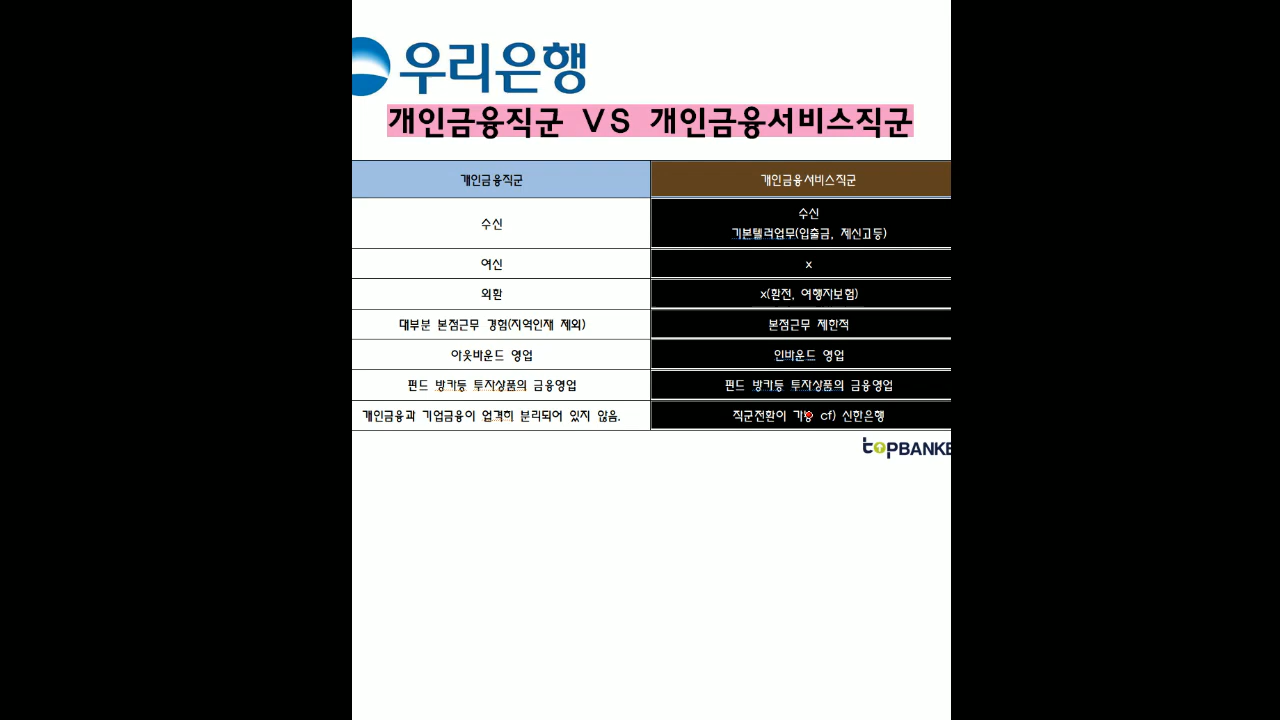 우리은행
개인금융직군 VS 개인금융서비스직군
개인금융직군 개인금융서비스직군
수신 수신
기본텔러업무(입출금, 제신고등)
여신 x
외환 x(환전, 여행자보험)
대부분 본점근무 경험(지역인재 제외) 본점근무 제한적
아웃바운드 영업 인바운드 영업
펀드 방카등 투자상품의 금융영업 펀드 방카등 투자상품의 금융영업
개인금융과 기업금융이 엄격히 분리되어 있지 않음. 직군전환이 가능 cf) 신한은행
topBANKE